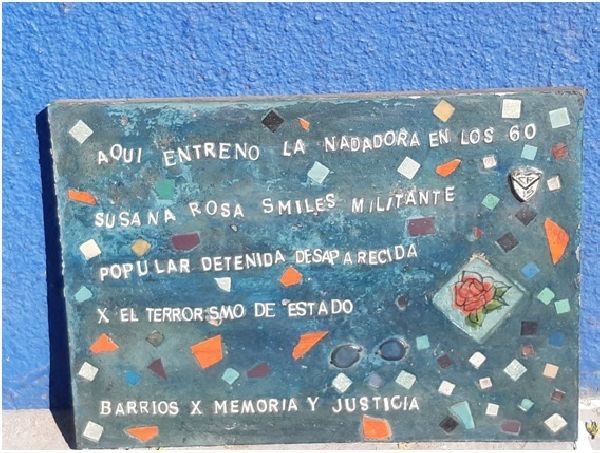 AQUI ENTRENO LA NADADORA EN LOS 60
SUSANA ROSA SMILES MILITANTE
POPULAR DETENIDA DESAPARECIDA
X EL TERRORISMO DE ESTADO
BARRIOS X MEMORIA Y JUSTICIA